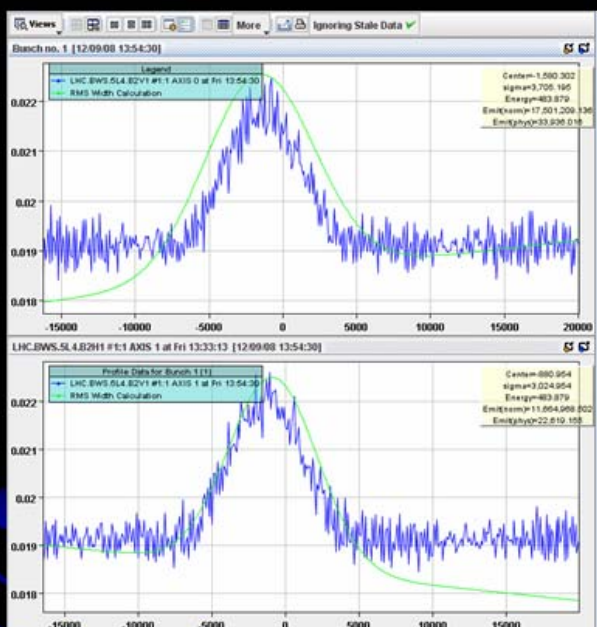 Views More Ignoring Stale Data
Bunch no. 1 [12/09/08 13:54:30]
Legend
LHC.BWS.5L4.B2V1 #1:1 AXIS 0 at Fri 13:54:30
RMS Width Calculation
Center=-1,590.302
sigma=3,705.195
Energy=483.879
Emit(norm)=17,501,209.136
Emit(phys)=33,936.016
0.022
0.021
0.02
0.019
0.018
-15000 -10000 -5000 0 5000 10000 15000 20000
LHC.BWS.5L4.B2H1 #1:1 AXIS 1 at Fri 13:33:13 [12/09/08 13:54:30]
Profile Data for Bunch 1 [1]
LHC.BWS.5L4.B2V1 #1:1 AXIS 1 at Fri 13:54:30
RMS Width Calculation
Center=-880.954
sigma=3,024.954
Energy=483.879
Emit(norm)=11,664,968.602
Emit(phys)=22,619.155
0.022
0.021
0.02
0.019
0.018
-15000 -10000 -5000 0 5000 10000 15000